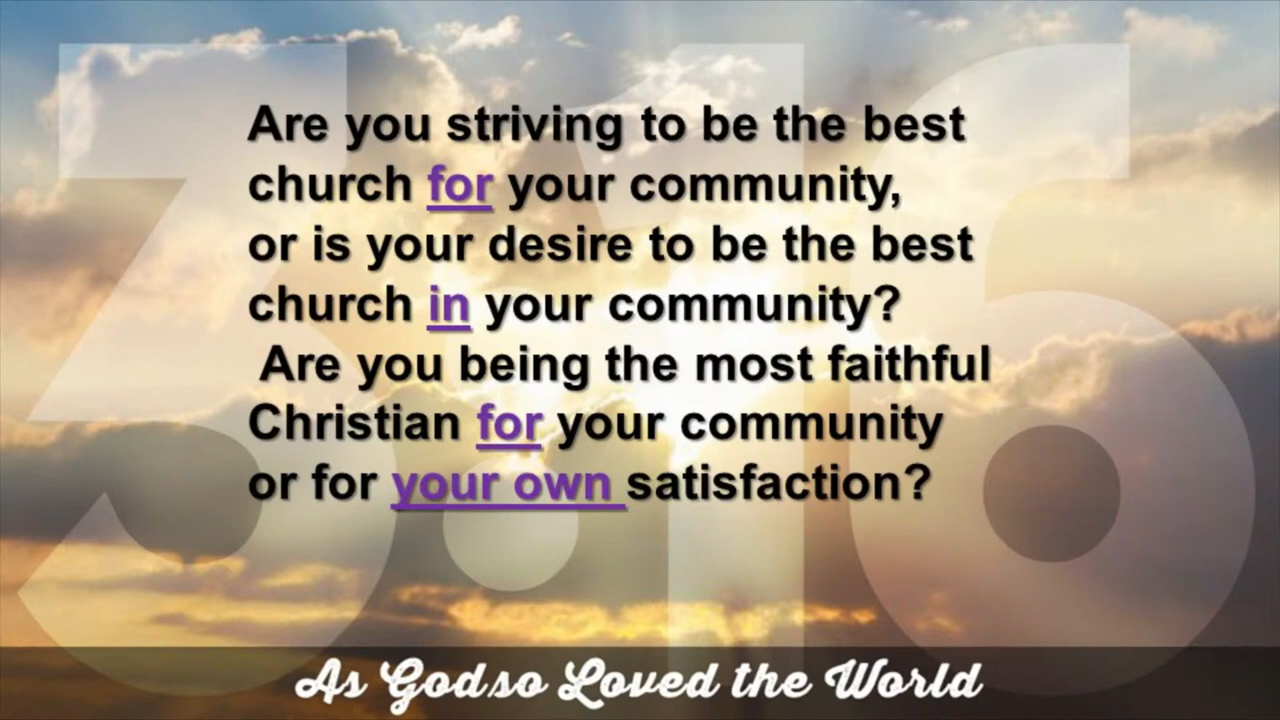 3:16
Are you striving to be the best
church for your community,
or is your desire to be the best
church in your community?
Are you being the most faithful
Christian for your community
or for your own satisfaction?
As God so Loved the World